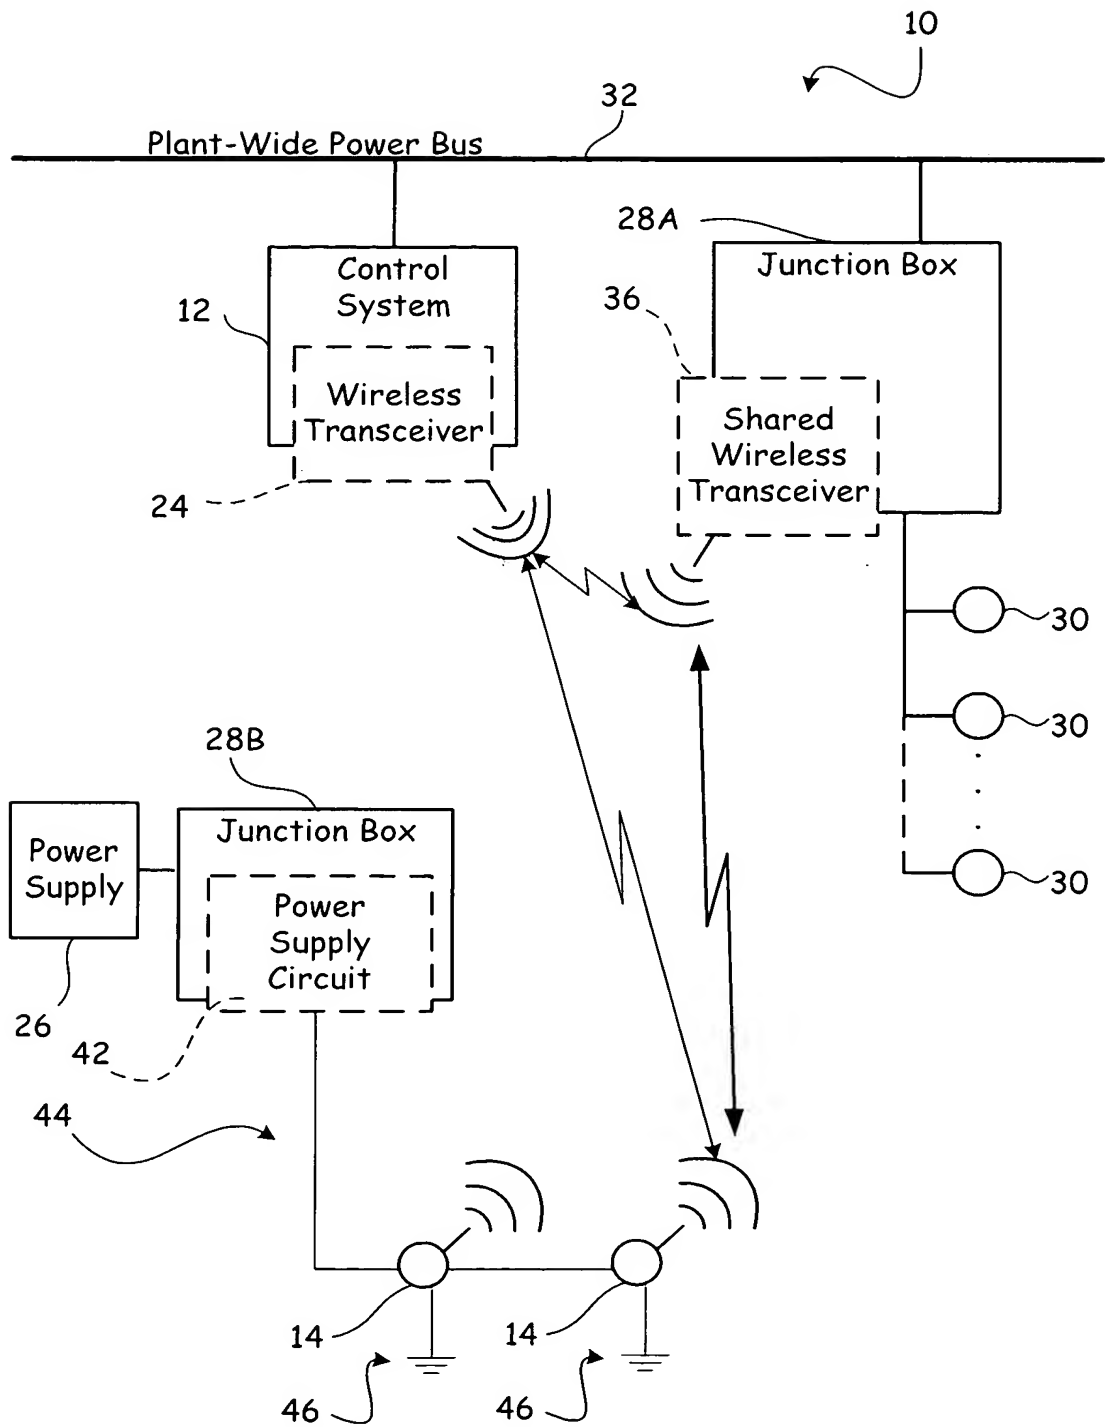 10
32
Plant-Wide Power Bus
28A
Control
System
Junction Box
36
12
Wireless
Transceiver
Shared
Wireless
Transceiver
24
30
30
28B
Junction Box
Power
Supply
30
Power
Supply
Circuit
26
42
44
14
14
46
46